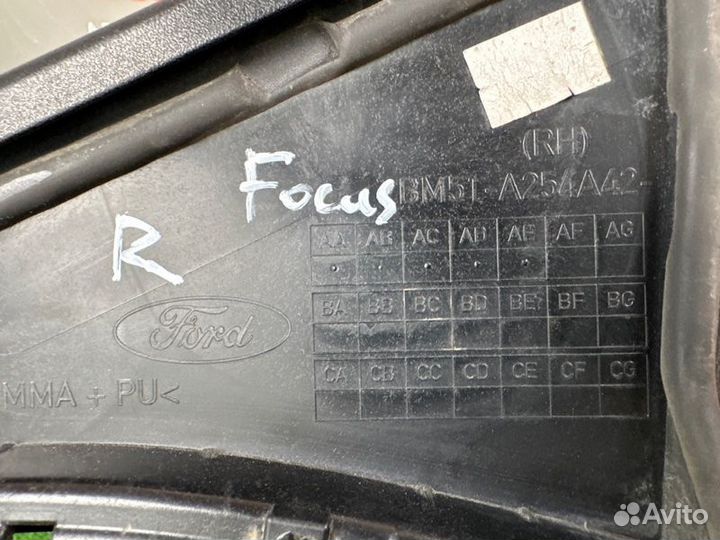 (RH)
Focus
BM51-A254A42-
R
AA AB AC AD AE AF AG
BA BB BC BD BE BF BG
Ford
CA CB CC CD CE CF CG
MMA + PU<
Avito